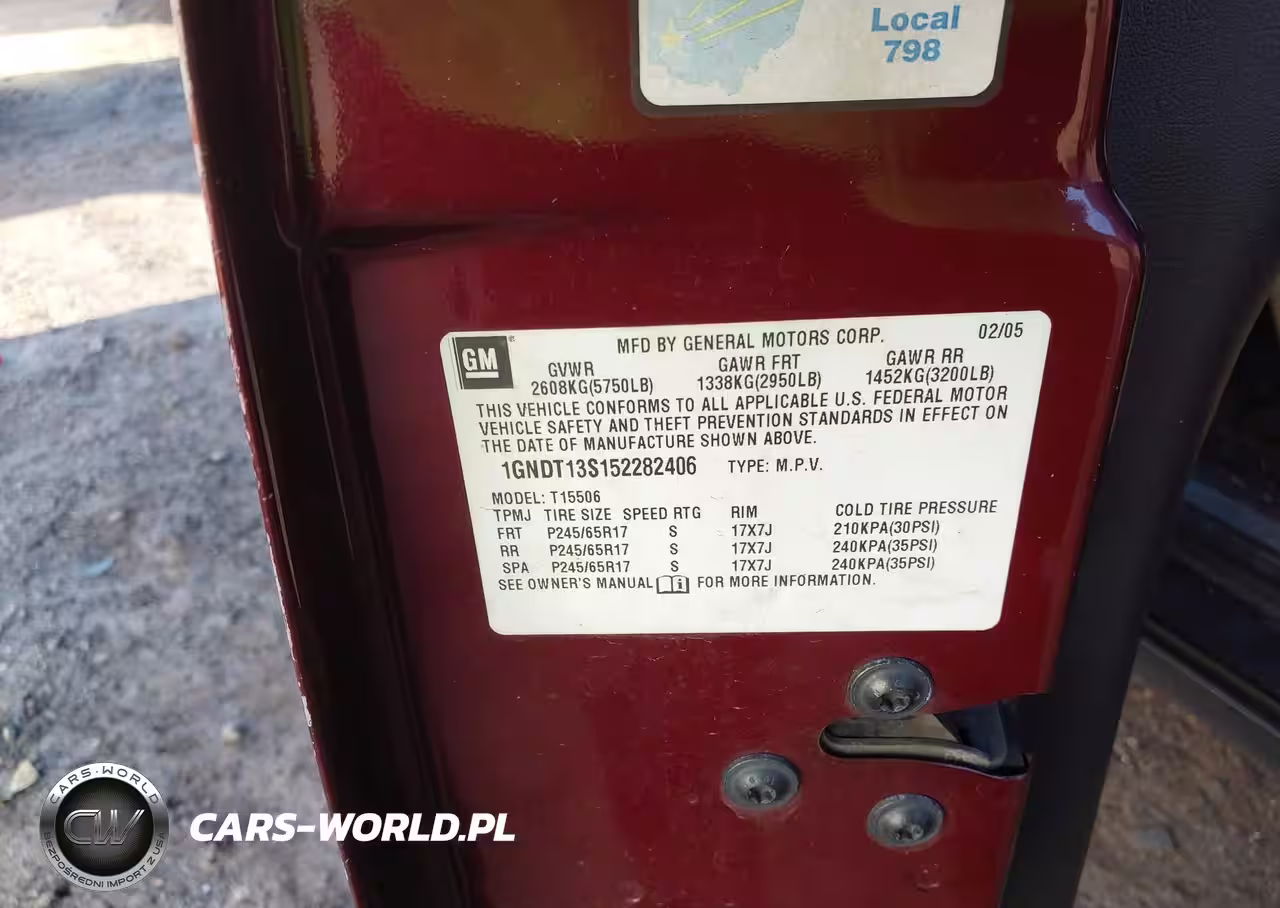 Local
798
GM
MFD BY GENERAL MOTORS CORP. 02/05
GVWR GAWR FRT GAWR RR
2608KG(5750LB) 1338KG(2950LB) 1452KG(3200LB)
THIS VEHICLE CONFORMS TO ALL APPLICABLE U.S. FEDERAL MOTOR
VEHICLE SAFETY AND THEFT PREVENTION STANDARDS IN EFFECT ON
THE DATE OF MANUFACTURE SHOWN ABOVE.
1GNDT13S152282406 TYPE: M.P.V.
MODEL: T15506
TPMJ TIRE SIZE SPEED RTG RIM COLD TIRE PRESSURE
FRT P245/65R17 S 17X7J 210KPA(30PSI)
RR P245/65R17 S 17X7J 240KPA(35PSI)
SPA P245/65R17 S 17X7J 240KPA(35PSI)
SEE OWNER'S MANUAL FOR MORE INFORMATION.
CARS-WORLD
CW
BEZPOŚREDNI IMPORT Z USA
CARS-WORLD.PL